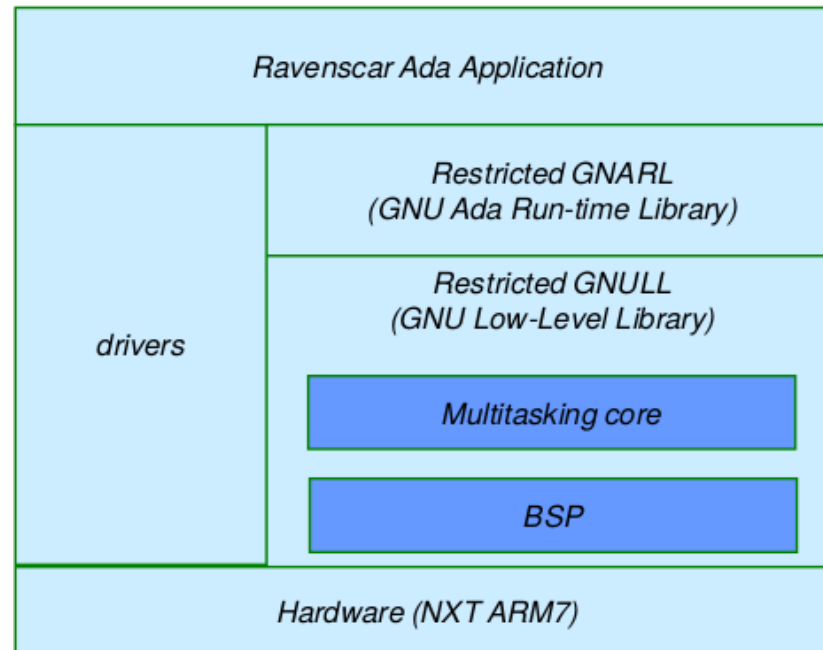 Ravenscar Ada Application
Restricted GNARL
(GNU Ada Run-time Library)
Restricted GNULL
(GNU Low-Level Library)
drivers
Multitasking core
BSP
Hardware (NXT ARM7)